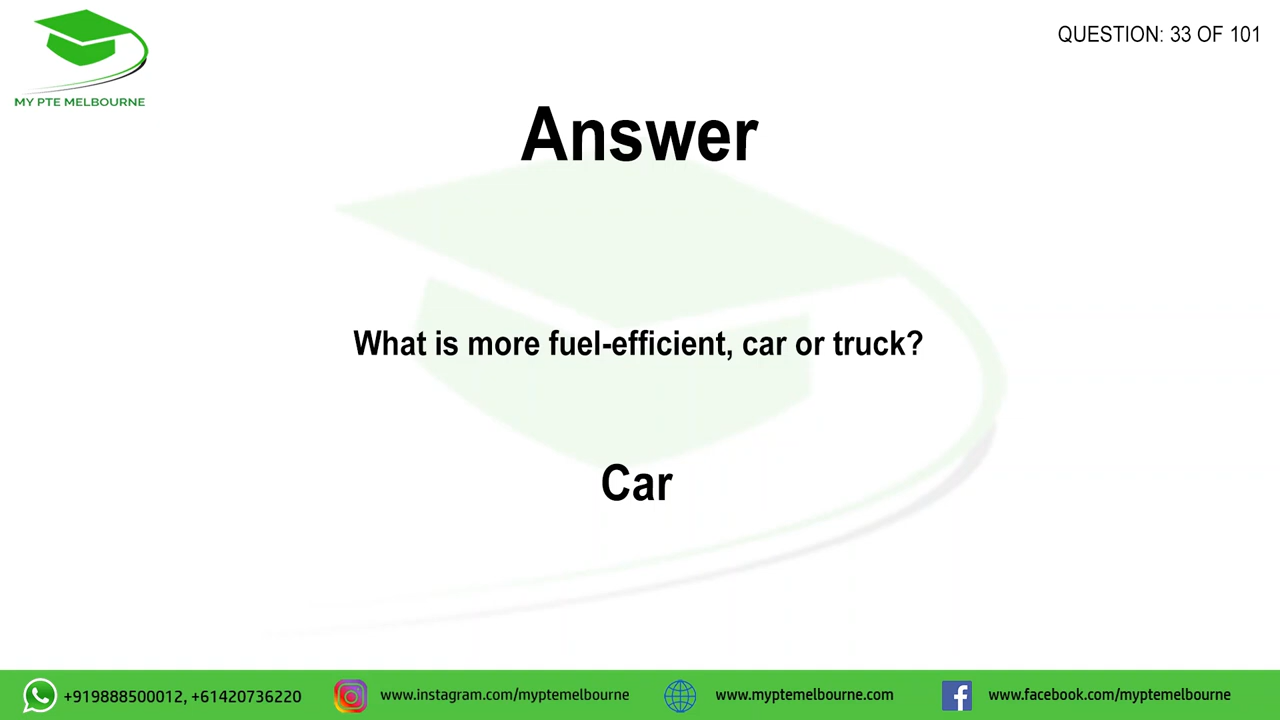 QUESTION: 33 OF 101
MY PTE MELBOURNE
Answer
What is more fuel-efficient, car or truck?
Car
+919888500012, +61420736220
www.instagram.com/myptemelbourne
www.myptemelbourne.com
www.facebook.com/myptemelbourne